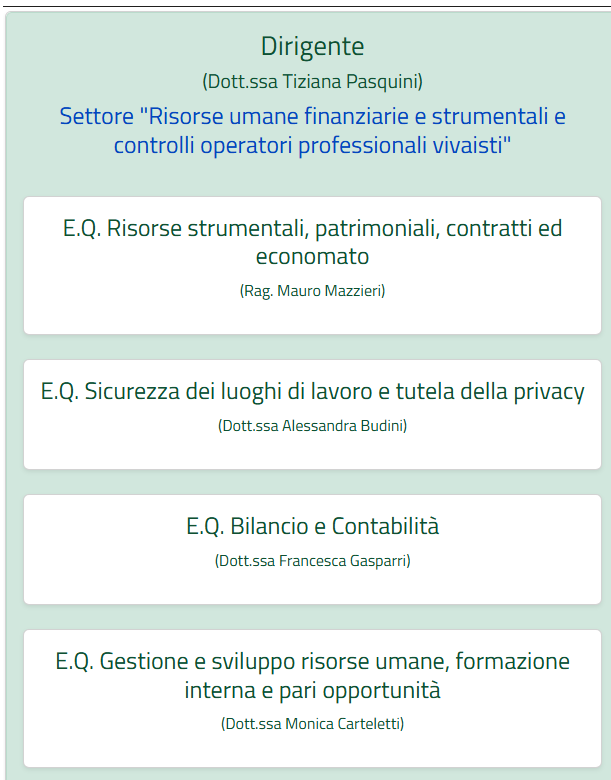 Dirigente
(Dott.ssa Tiziana Pasquini)
Settore "Risorse umane finanziarie e strumentali e
controlli operatori professionali vivaisti"
E.Q. Risorse strumentali, patrimoniali, contratti ed
economato
(Rag. Mauro Mazzieri)
E.Q. Sicurezza dei luoghi di lavoro e tutela della privacy
(Dott.ssa Alessandra Budini)
E.Q. Bilancio e Contabilità
(Dott.ssa Francesca Gasparri)
E.Q. Gestione e sviluppo risorse umane, formazione
interna e pari opportunità
(Dott.ssa Monica Carteletti)